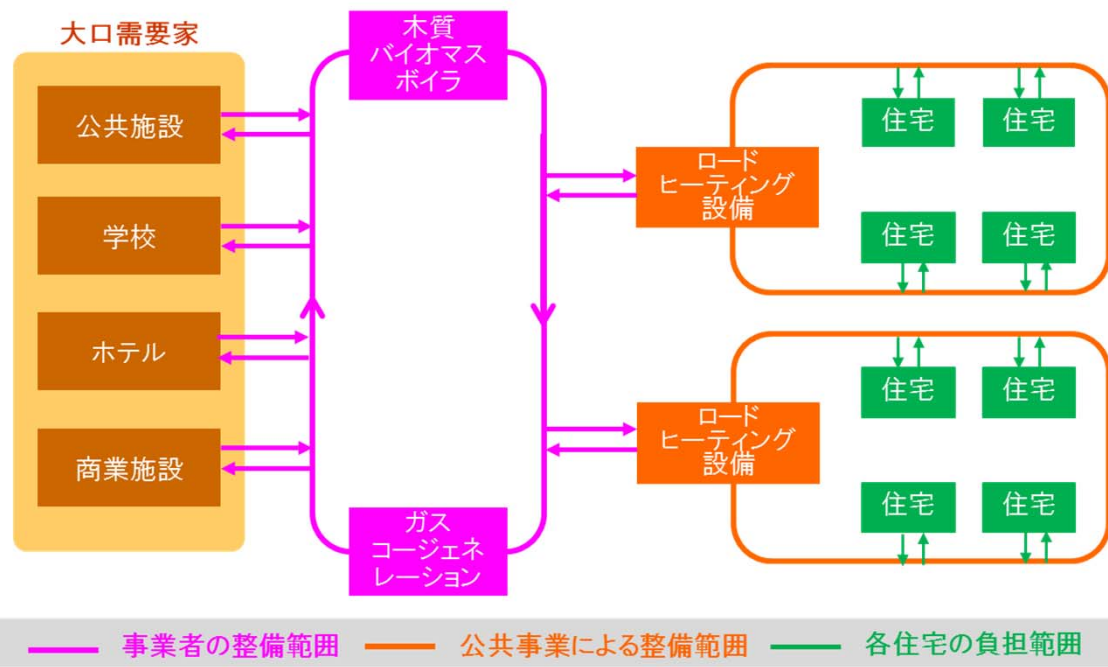 大口需要家
公共施設
学校
ホテル
商業施設
木質
バイオマス
ボイラ
ガス
コージェネ
レーション
ロード
ヒーティング
設備
住宅
住宅
住宅
住宅
ロード
ヒーティング
設備
住宅
住宅
住宅
住宅
事業者の整備範囲
公共事業による整備範囲
各住宅の負担範囲